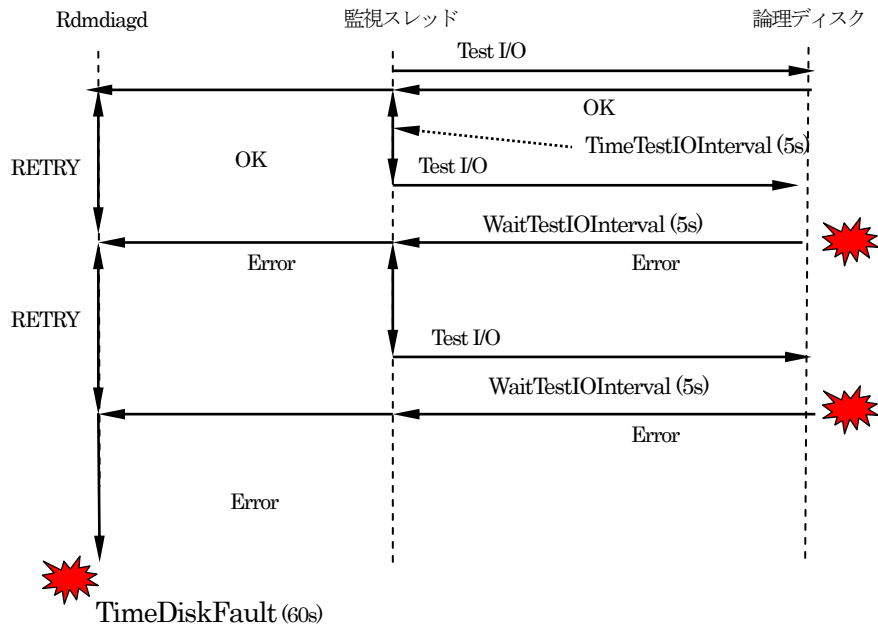 Rdmdiagd
監視スレッド
論理ディスク
Test I/O
OK
TimeTestIOInterval (5s)
OK
RETRY
Test I/O
WaitTestIOInterval (5s)
Error
Error
RETRY
Test I/O
WaitTestIOInterval (5s)
Error
Error
TimeDiskFault (60s)